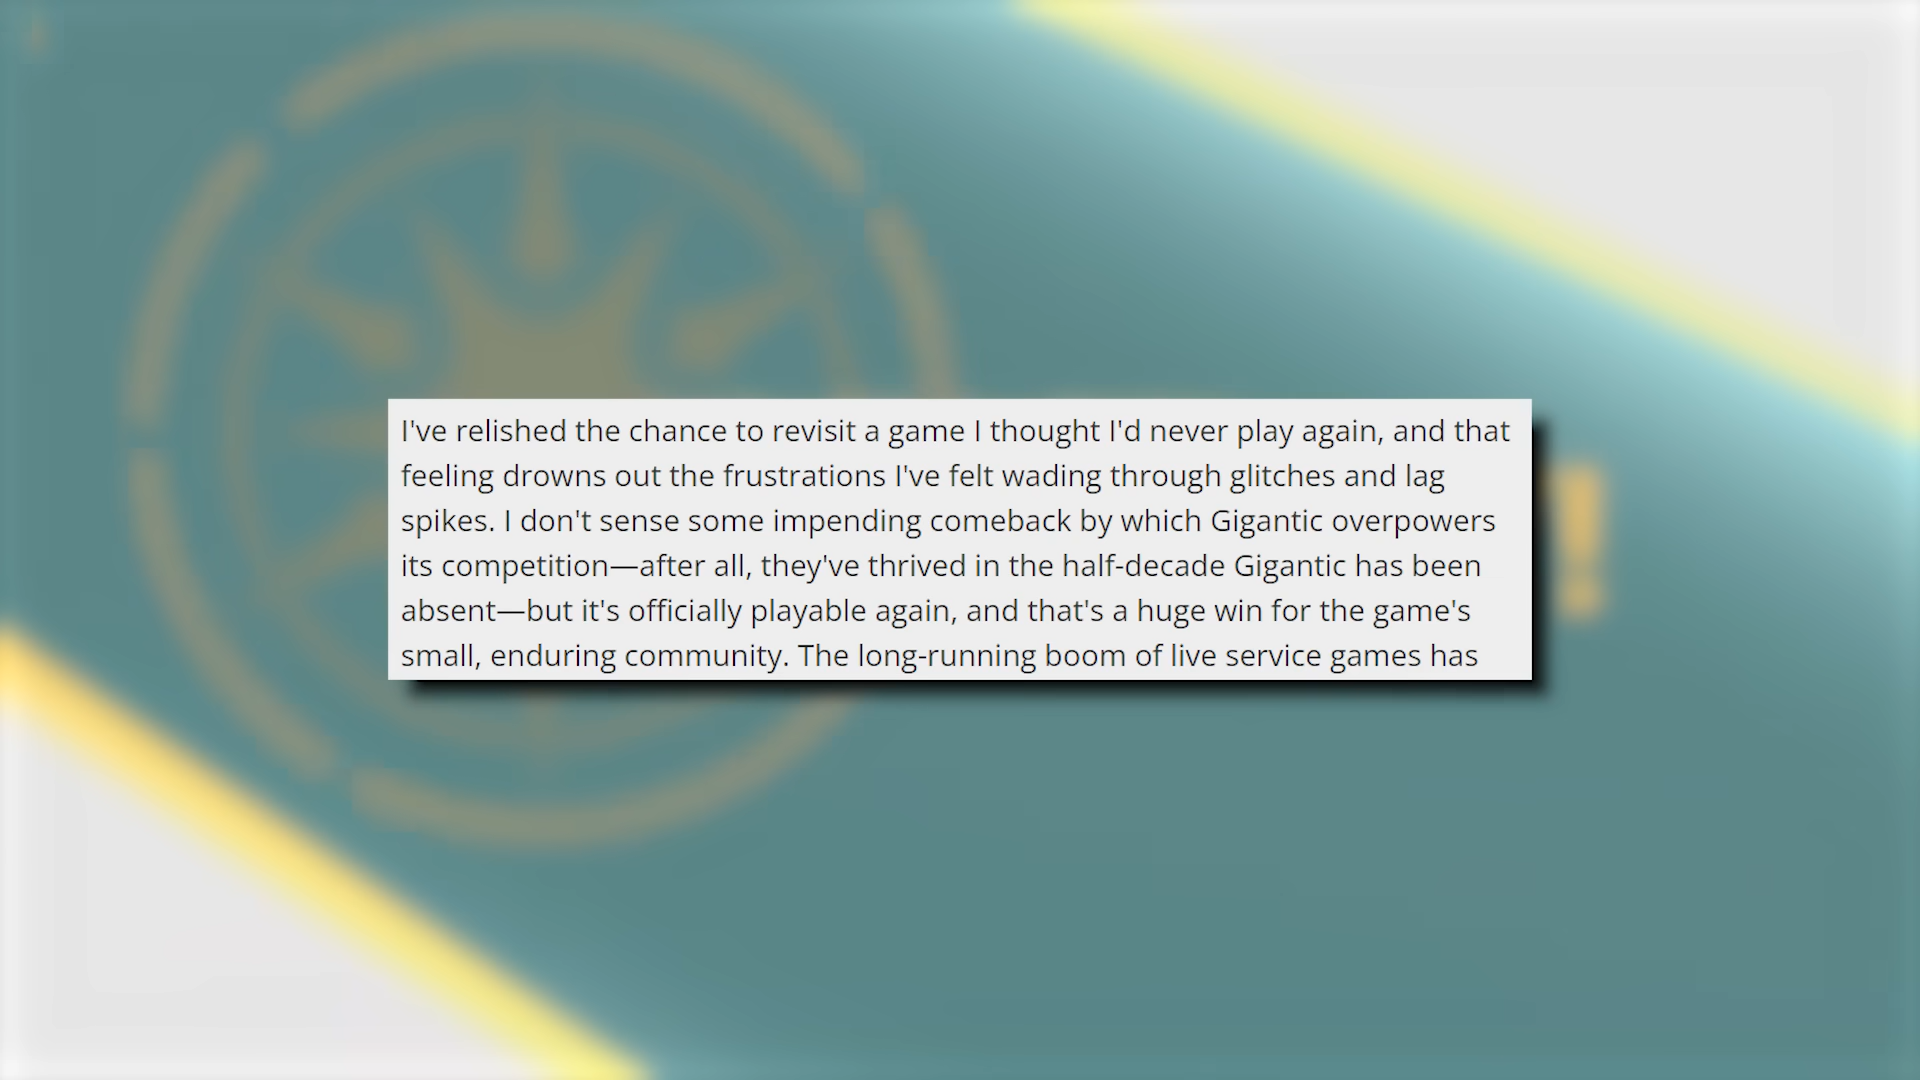 I've relished the chance to revisit a game I thought I'd never play again, and that
feeling drowns out the frustrations I've felt wading through glitches and lag
spikes. I don't sense some impending comeback by which Gigantic overpowers
its competition—after all, they've thrived in the half-decade Gigantic has been
absent—but it's officially playable again, and that's a huge win for the game's
small, enduring community. The long-running boom of live service games has